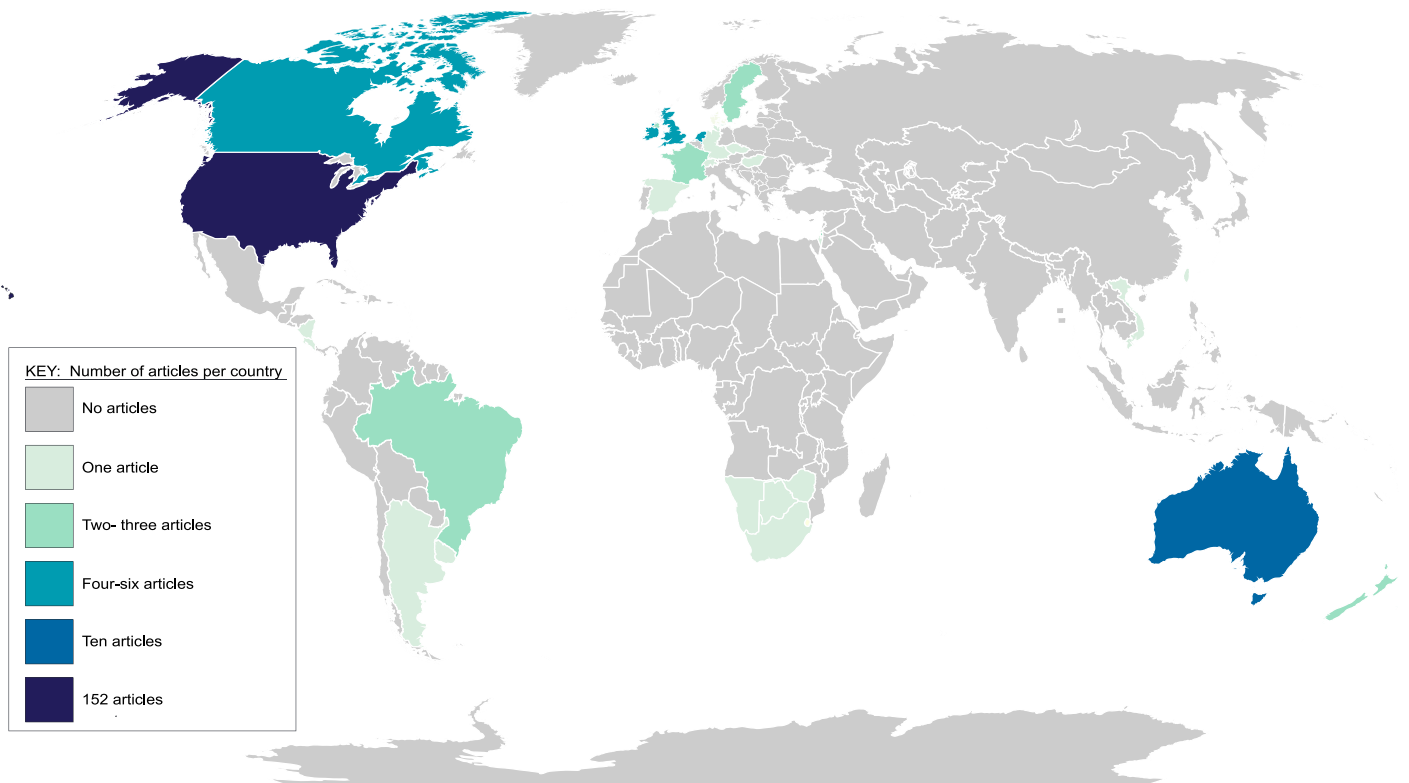 KEY: Number of articles per country
No articles
One article
Two- three articles
Four-six articles
Ten articles
152 articles